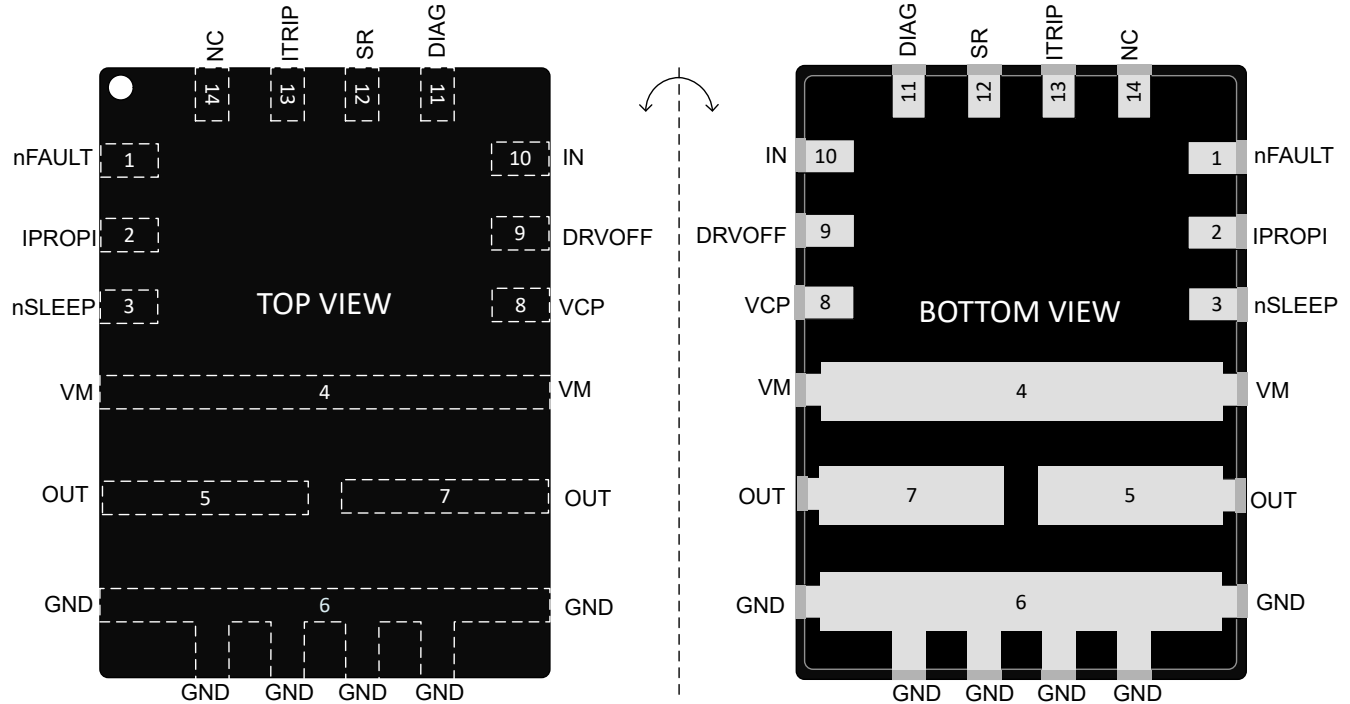 NC ITRIP SR DIAG
14 13 12 11
nFAULT 1 10 IN
IPROPI 2 9 DRVOFF
nSLEEP 3 TOP VIEW 8 VCP
VM 4 VM
OUT 5 7 OUT
GND 6 GND
GND GND GND GND
DIAG SR ITRIP NC
11 12 13 14
IN 10 1 nFAULT
DRVOFF 9 2 IPROPI
VCP 8 BOTTOM VIEW 3 nSLEEP
VM 4 VM
OUT 7 5 OUT
GND 6 GND
GND GND GND GND